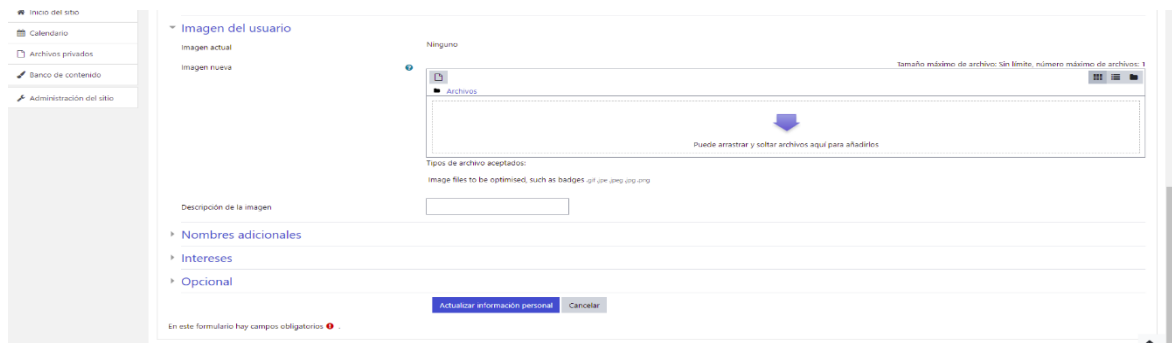 Inicio del sitio
Calendario
Archivos privados
Banco de contenido
Administración del sitio
Imagen del usuario
Imagen actual
Ninguno
Imagen nueva
Tamaño máximo de archivo: Sin límite, número máximo de archivos: 1
Archivos
Puede arrastrar y soltar archivos aquí para añadirlos
Tipos de archivo aceptados:
Image files to be optimised, such as badges .gif .jpe .jpeg .jpg .png
Descripción de la imagen
Nombres adicionales
Intereses
Opcional
Actualizar información personal Cancelar
En este formulario hay campos obligatorios .